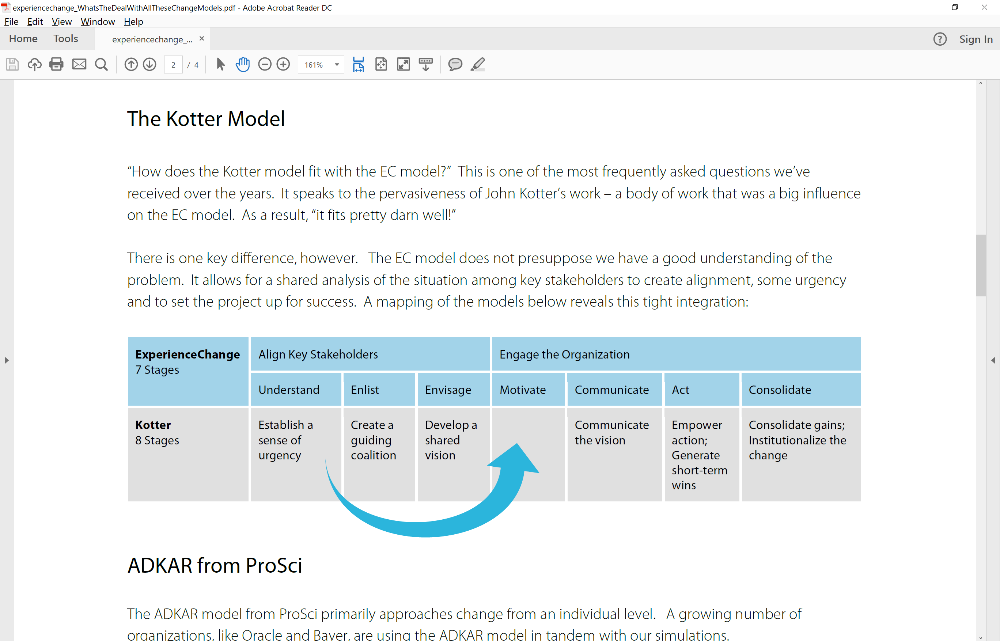 experiencechange_WhatsTheDealWithAllTheseChangeModels.pdf - Adobe Acrobat Reader DC
File Edit View Window Help
Home Tools experiencechange_... × ? Sign In
2 / 4 161%
The Kotter Model
“How does the Kotter model fit with the EC model?” This is one of the most frequently asked questions we’ve
received over the years. It speaks to the pervasiveness of John Kotter’s work – a body of work that was a big influence
on the EC model. As a result, “it fits pretty darn well!”
There is one key difference, however. The EC model does not presuppose we have a good understanding of the
problem. It allows for a shared analysis of the situation among key stakeholders to create alignment, some urgency
and to set the project up for success. A mapping of the models below reveals this tight integration:
ExperienceChange
7 Stages
Align Key Stakeholders
Engage the Organization
Understand
Enlist
Envisage
Motivate
Communicate
Act
Consolidate
Kotter
8 Stages
Establish a
sense of
urgency
Create a
guiding
coalition
Develop a
shared
vision
Communicate
the vision
Empower
action;
Generate
short-term
wins
Consolidate gains;
Institutionalize the
change
ADKAR from ProSci
The ADKAR model from ProSci primarily approaches change from an individual level. A growing number of
organizations, like Oracle and Bayer, are using the ADKAR model in tandem with our simulations.